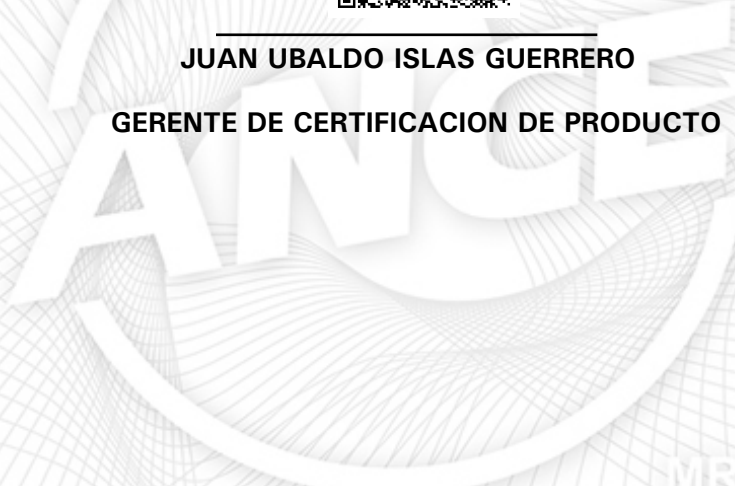 JUAN UBALDO ISLAS GUERRERO
GERENTE DE CERTIFICACION DE PRODUCTO
ANCE
MR